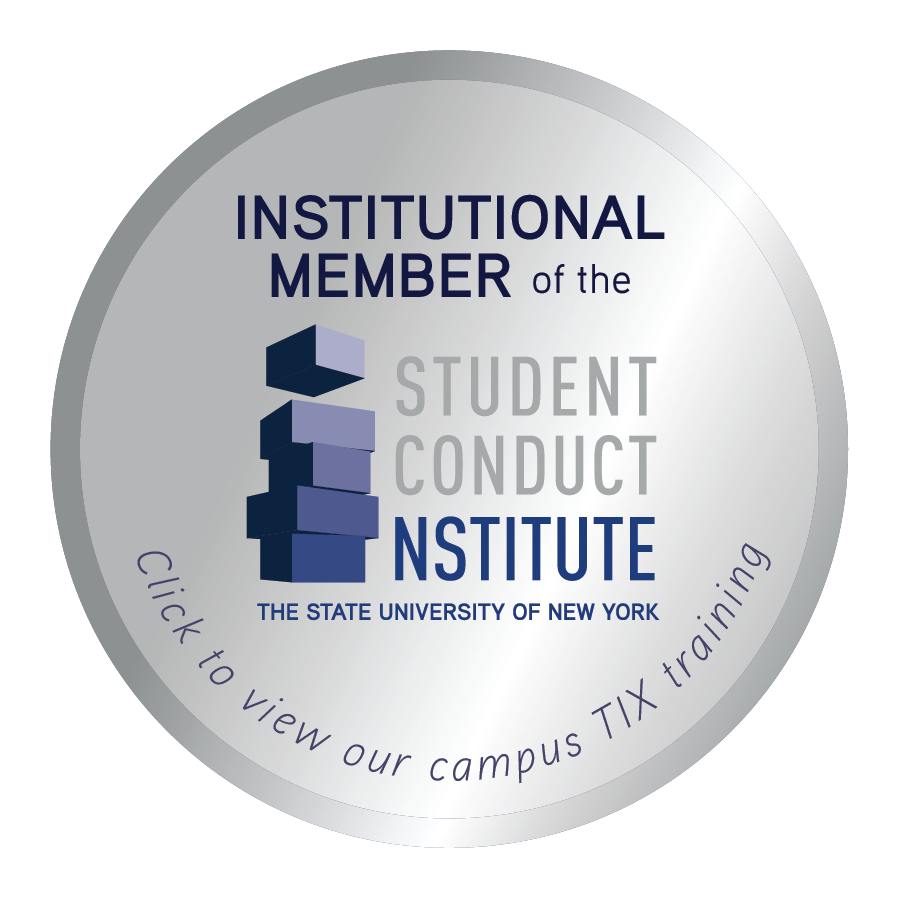 INSTITUTIONAL
MEMBER of the
STUDENT
CONDUCT
INSTITUTE
THE STATE UNIVERSITY OF NEW YORK
Click to view our campus TIX training